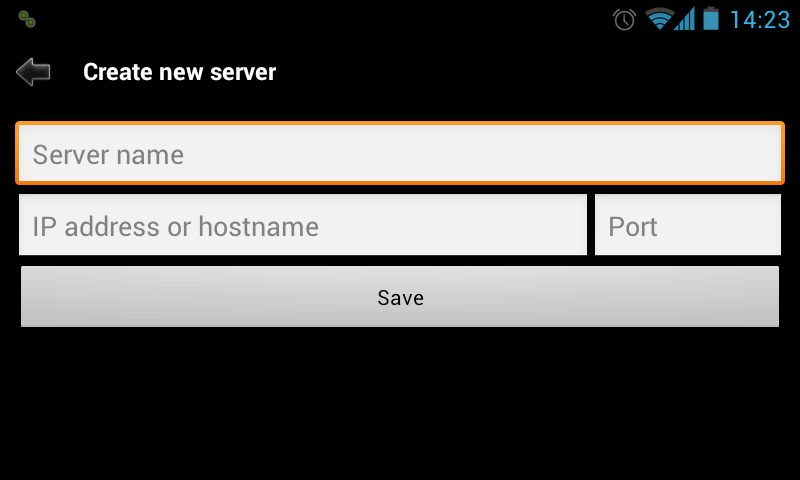 14:23
Create new server
Server name
IP address or hostname Port
Save